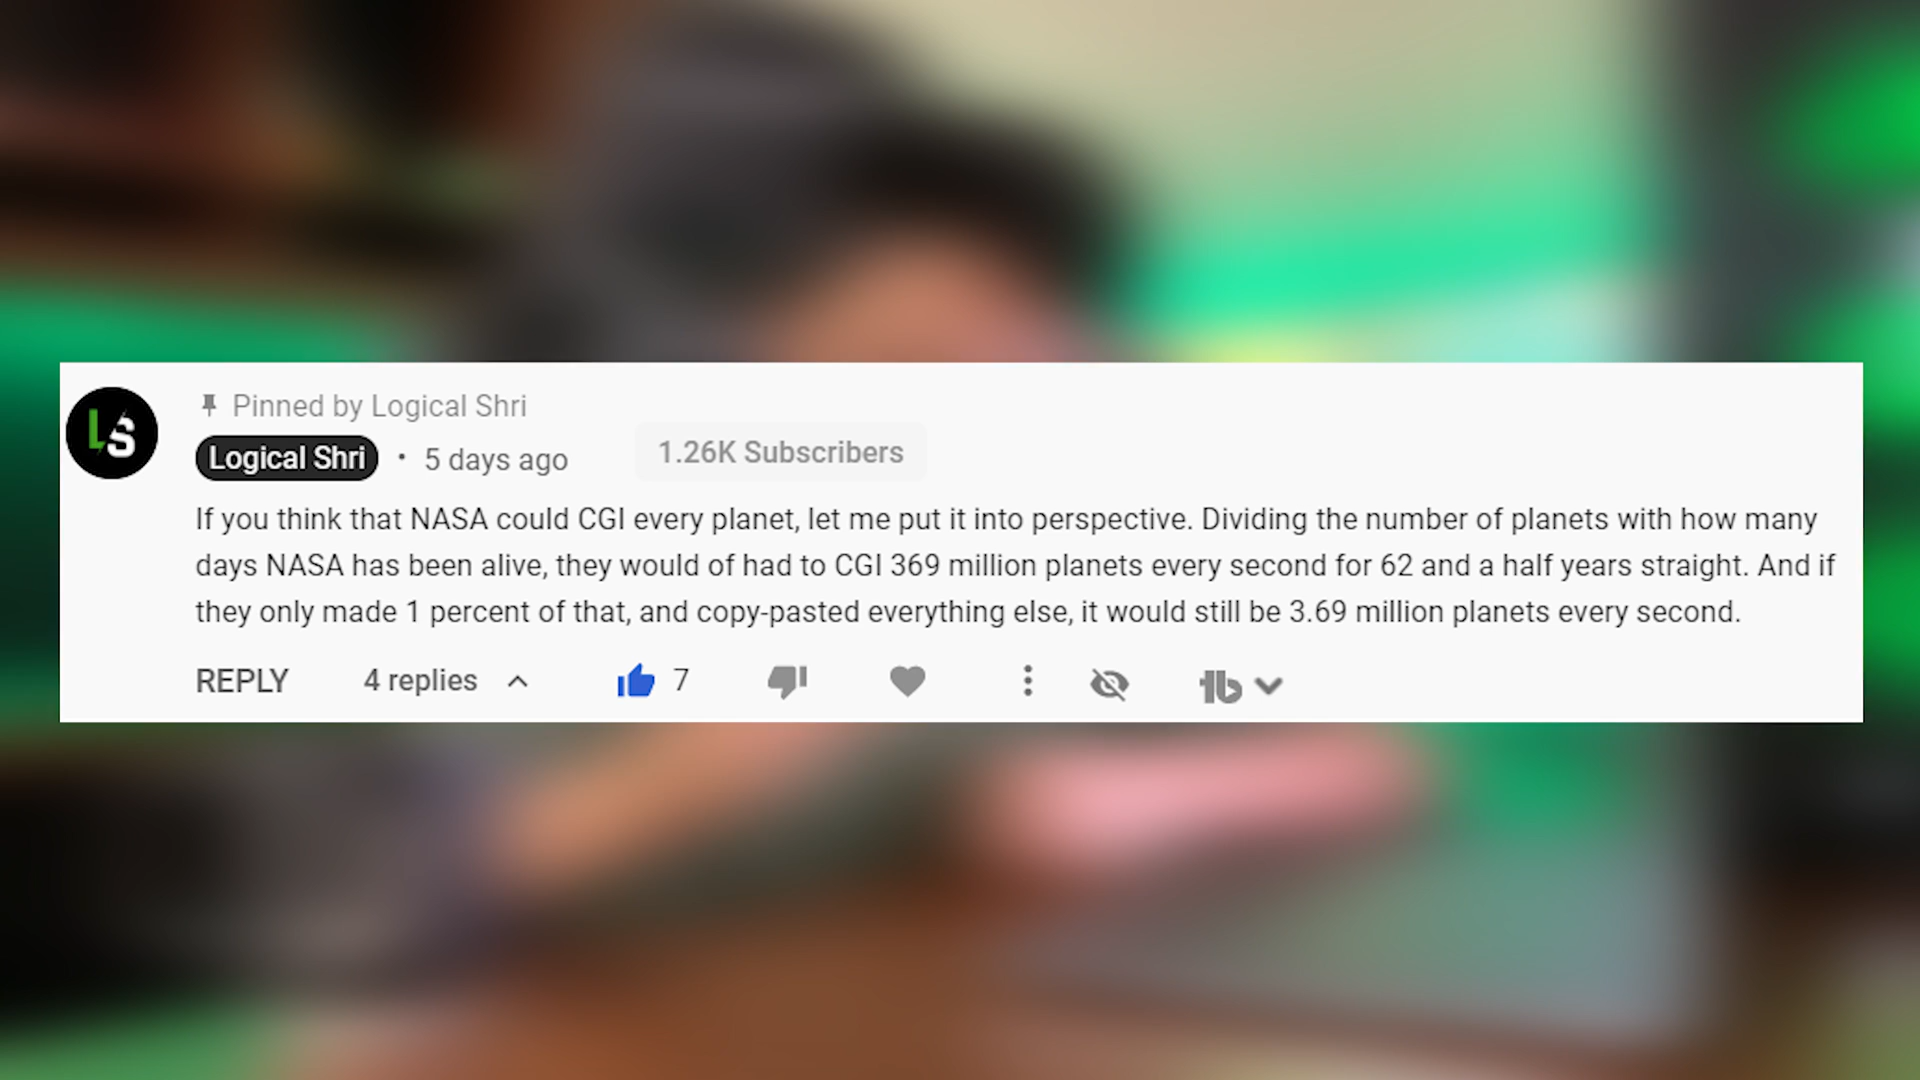 LS
Pinned by Logical Shri
Logical Shri • 5 days ago 1.26K Subscribers
If you think that NASA could CGI every planet, let me put it into perspective. Dividing the number of planets with how many
days NASA has been alive, they would of had to CGI 369 million planets every second for 62 and a half years straight. And if
they only made 1 percent of that, and copy-pasted everything else, it would still be 3.69 million planets every second.
REPLY 4 replies 7 tb